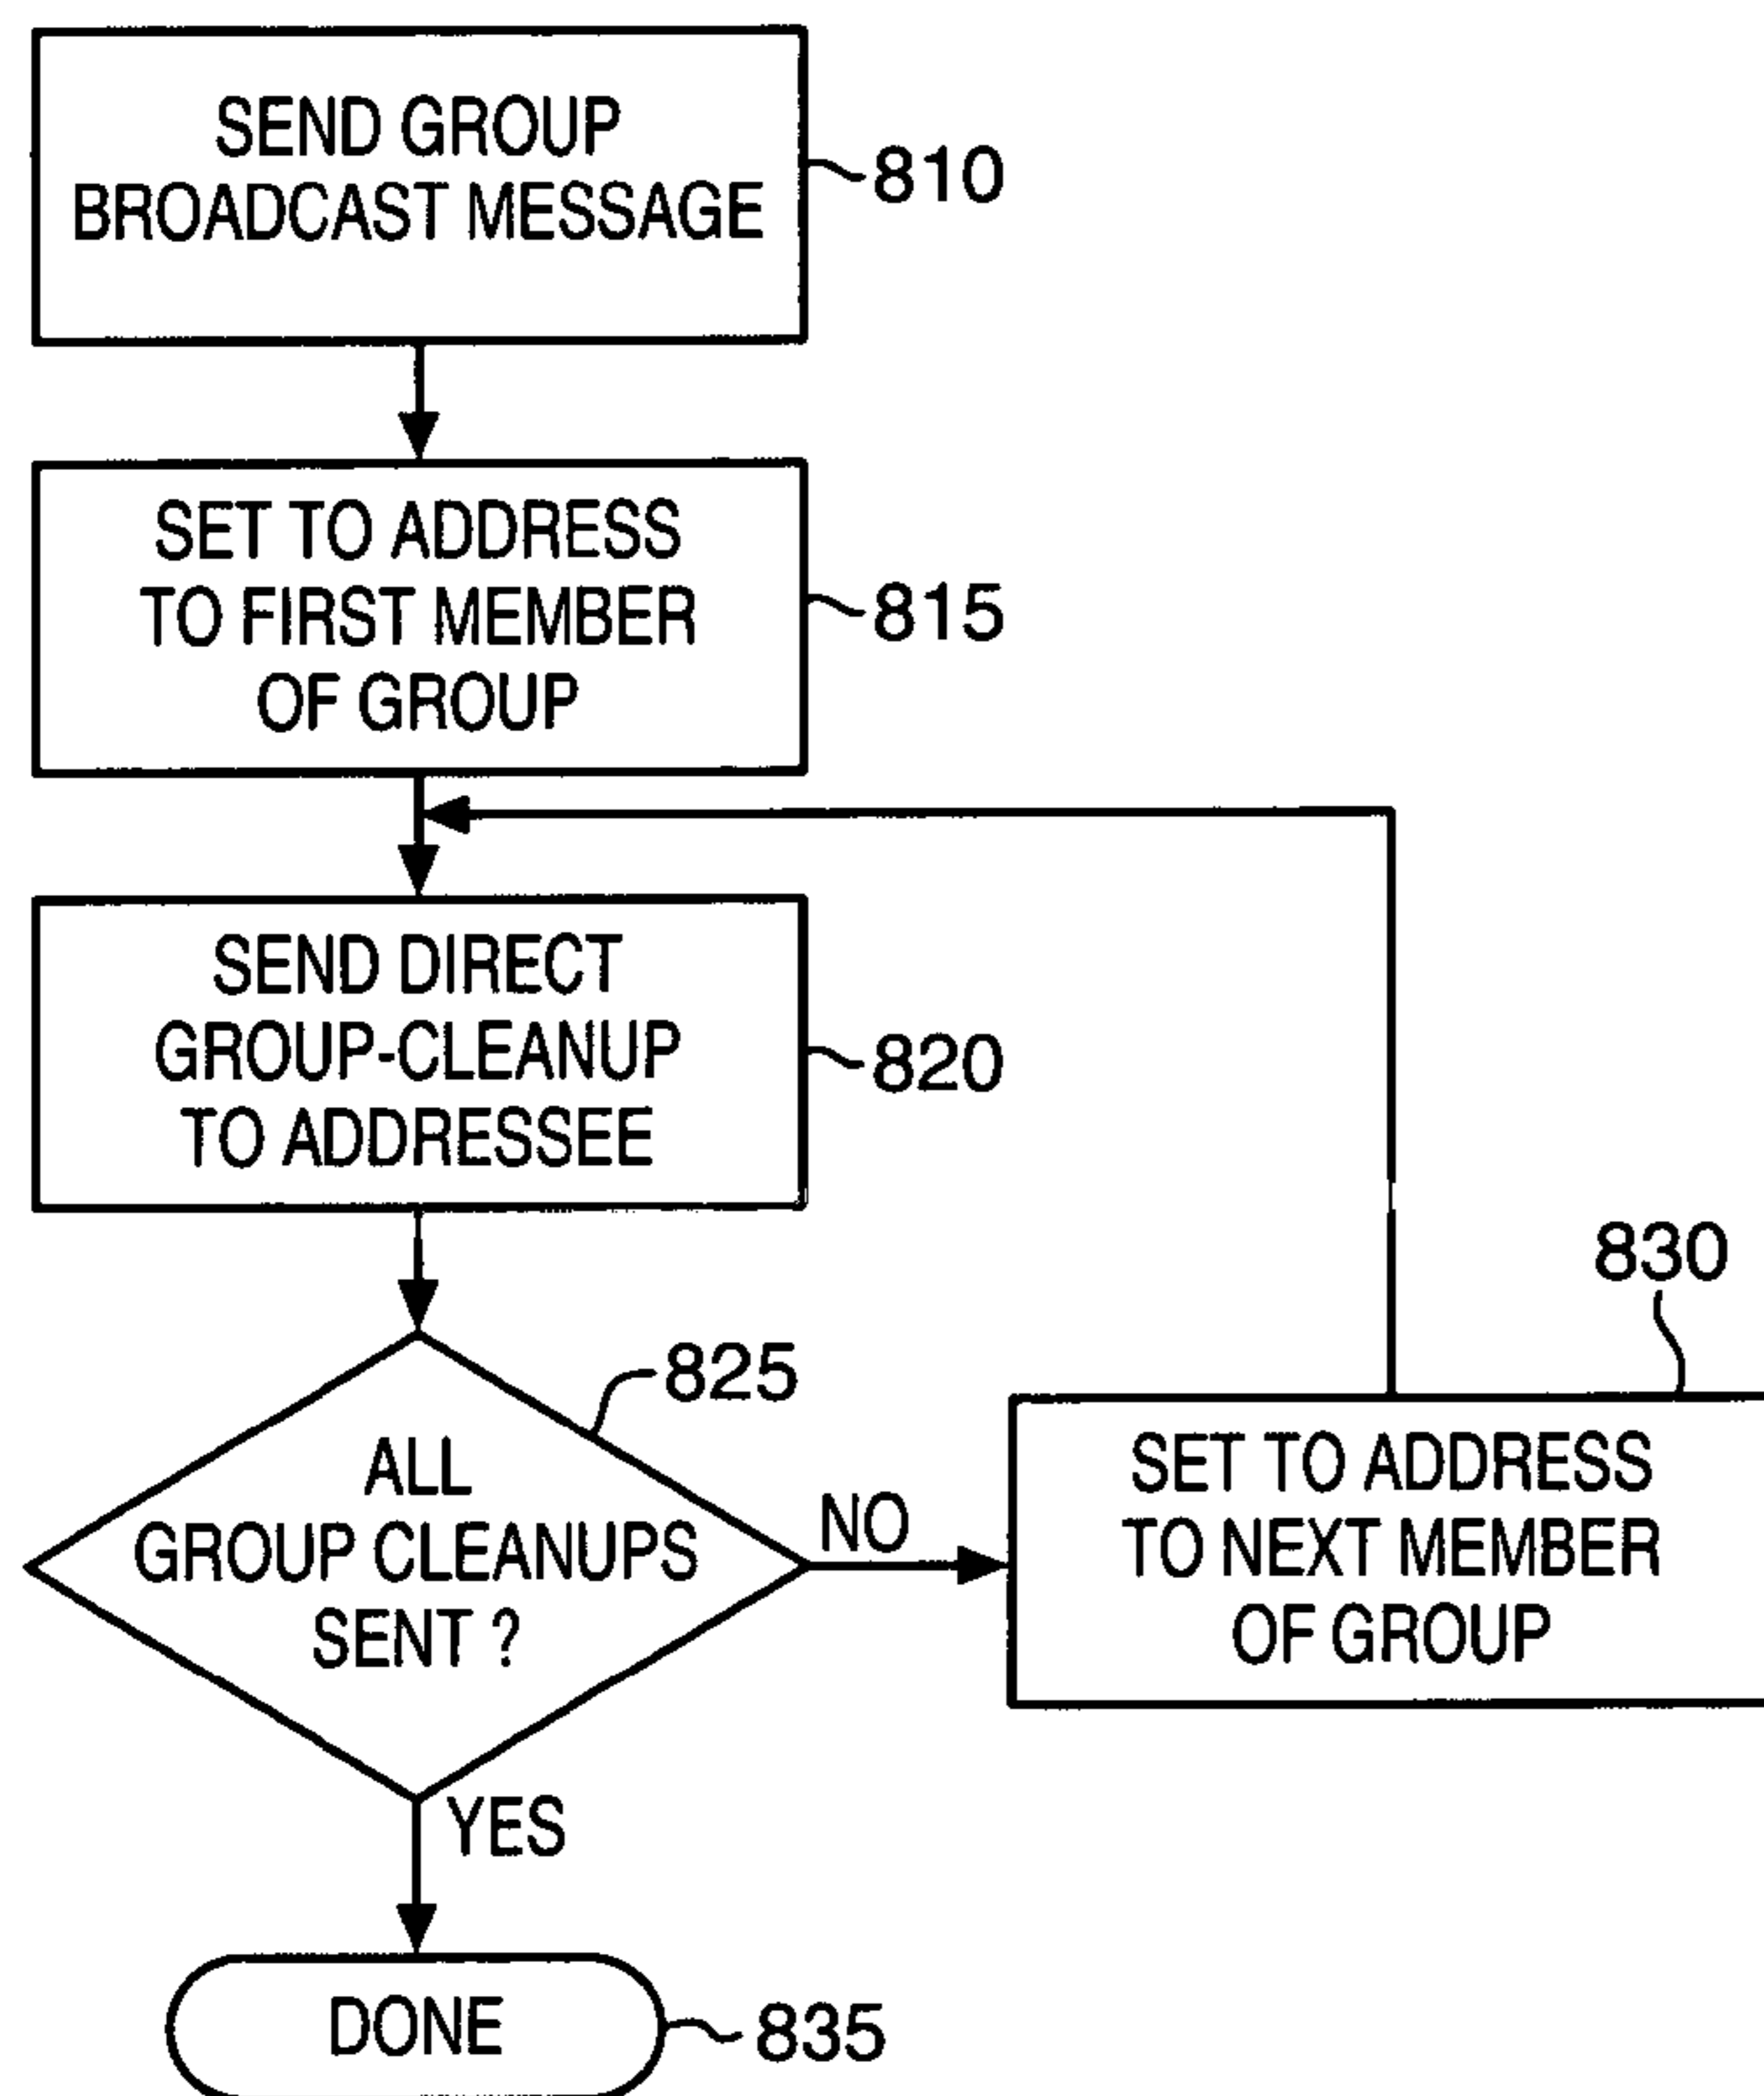 SEND GROUP
BROADCAST MESSAGE
810
SET TO ADDRESS
TO FIRST MEMBER
OF GROUP
815
SEND DIRECT
GROUP-CLEANUP
TO ADDRESSEE
820
825
ALL
GROUP CLEANUPS
SENT ?
NO
830
SET TO ADDRESS
TO NEXT MEMBER
OF GROUP
YES
DONE
835